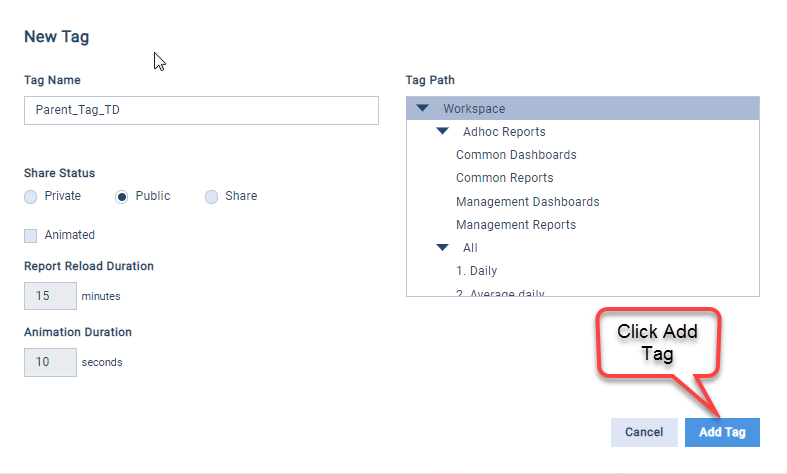 New Tag
Tag Name
Parent_Tag_TD
Share Status
Private
Public
Share
Animated
Report Reload Duration
15
minutes
Animation Duration
10
seconds
Tag Path
Workspace
Adhoc Reports
Common Dashboards
Common Reports
Management Dashboards
Management Reports
All
1. Daily
2. Average daily
Click Add
Tag
Cancel
Add Tag